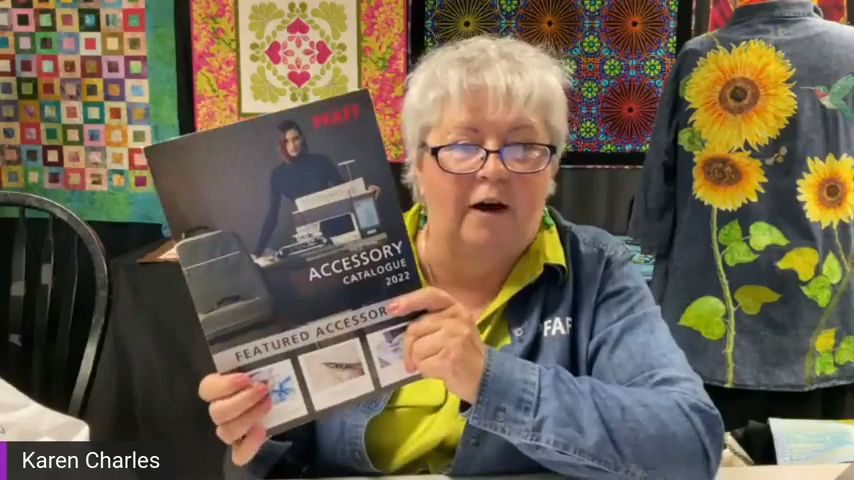 PFAFF
ACCESSORY
CATALOGUE
2022
FEATURED ACCESSOR
PFAF
Karen Charles